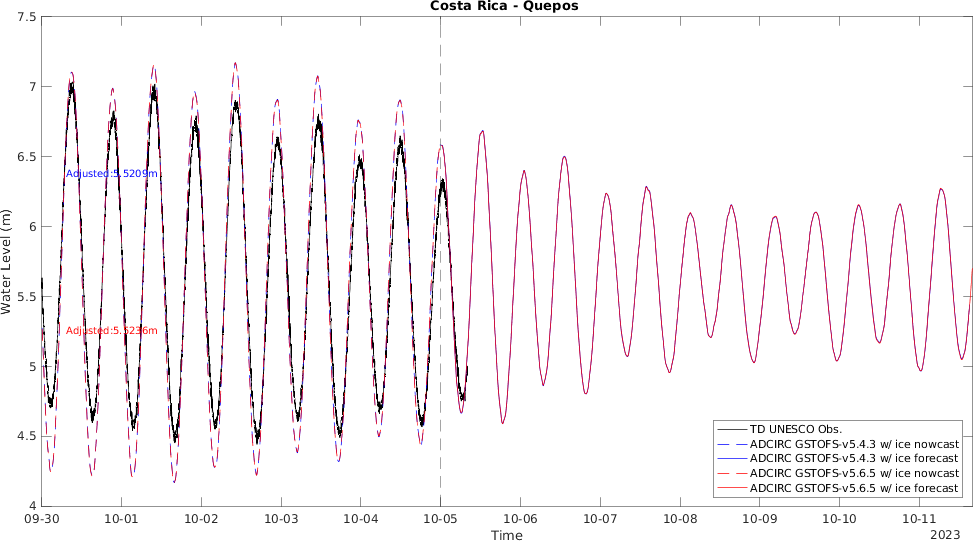 Costa Rica - Quepos
7.5
7
6.5
6
5.5
5
4.5
4
Water Level (m)
Adjusted:5.5209m
Adjusted:5.5236m
TD UNESCO Obs.
ADCIRC GSTOFS-v5.4.3 w/ ice nowcast
ADCIRC GSTOFS-v5.4.3 w/ ice forecast
ADCIRC GSTOFS-v5.6.5 w/ ice nowcast
ADCIRC GSTOFS-v5.6.5 w/ ice forecast
09-30 10-01 10-02 10-03 10-04 10-05 10-06 10-07 10-08 10-09 10-10 10-11
Time
2023